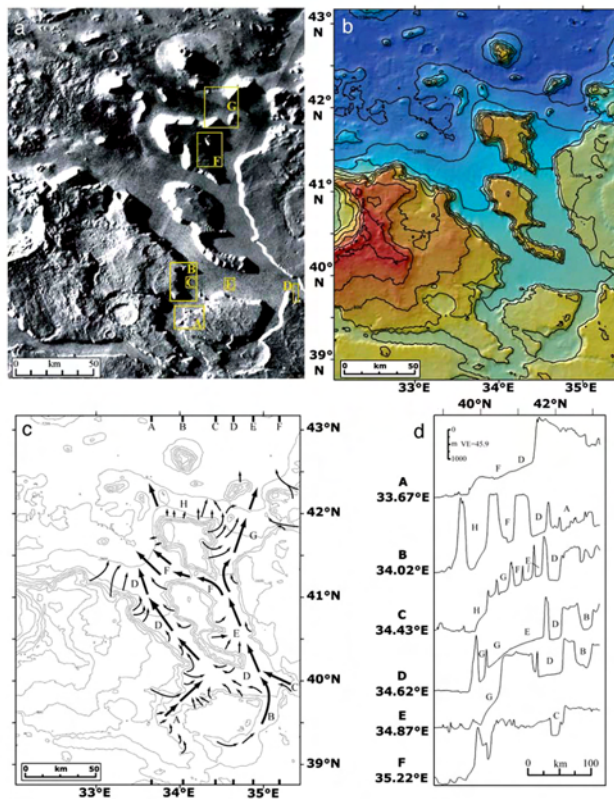 a
G
F
B
C
E
D
A
0
50
km
43°
N
42°
N
41°
N
40°
N
39°
N
b
0
50
km
33°E
34°E
35°E
c
A B C D E F
43°N
42°N
41°N
40°N
39°N
H
G
F
D
F
D
E
D
C
A
B
0
50
km
33°E
34°E
35°E
d
40°N
42°N
0
m VE=45.9
1000
F
D
A
33.67°E
H
F
D
A
B
34.02°E
H
G
F
F
E
D
B
C
34.43°E
G
G
E
D
B
D
34.62°E
G
E
34.87°E
C
F
35.22°E
0
100
km